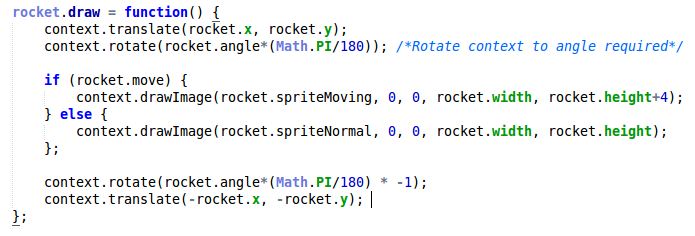 rocket.draw = function() {
context.translate(rocket.x, rocket.y);
context.rotate(rocket.angle*(Math.PI/180)); /*Rotate context to angle required*/
if (rocket.move) {
context.drawImage(rocket.spriteMoving, 0, 0, rocket.width, rocket.height+4);
} else {
context.drawImage(rocket.spriteNormal, 0, 0, rocket.width, rocket.height);
};
context.rotate(rocket.angle*(Math.PI/180) * -1);
context.translate(-rocket.x, -rocket.y);
};